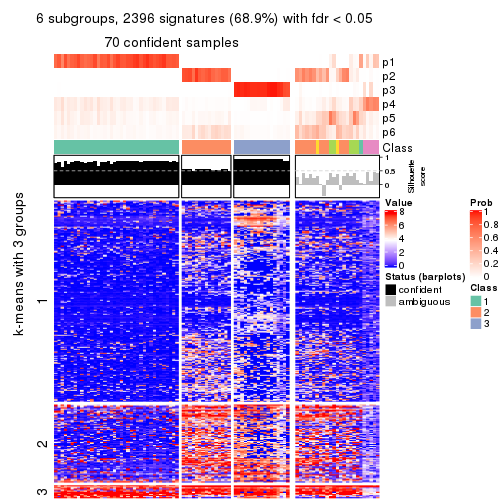 6 subgroups, 2396 signatures (68.9%) with fdr < 0.05
70 confident samples
p1
p2
p3
p4
p5
p6
Class
1
0.5
0
Silhouette
score
k-means with 3 groups
1
2
3
Value
8
6
4
2
0
Status (barplots)
confident
ambiguous
Prob
1
0.8
0.6
0.4
0.2
0
Class
1
2
3